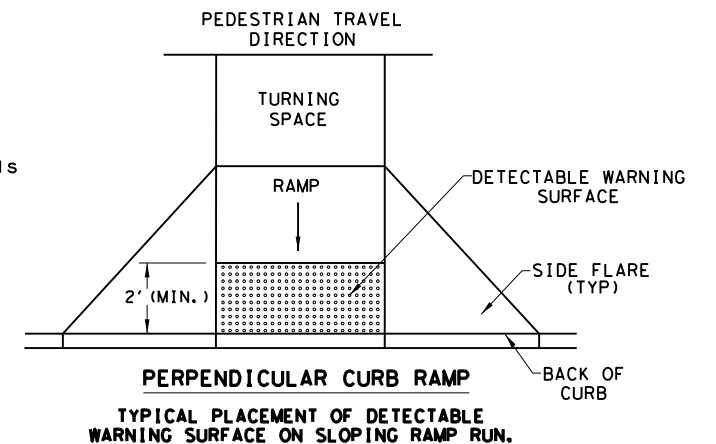 PEDESTRIAN TRAVEL
DIRECTION
TURNING
SPACE
ls
RAMP
DETECTABLE WARNING
SURFACE
SIDE FLARE
(TYP)
2' (MIN.)
BACK OF
CURB
PERPENDICULAR CURB RAMP
TYPICAL PLACEMENT OF DETECTABLE
WARNING SURFACE ON SLOPING RAMP RUN.